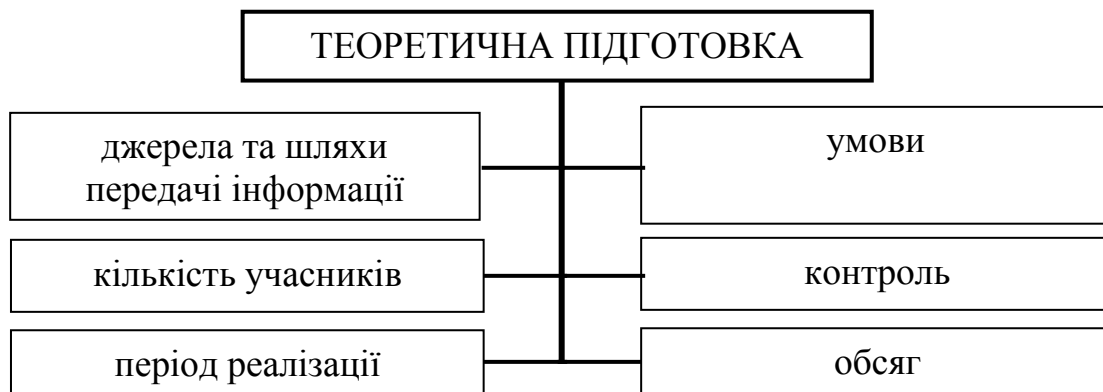 ТЕОРЕТИЧНА ПІДГОТОВКА
джерела та шляхи
передачі інформації
умови
кількість учасників
контроль
період реалізації
обсяг